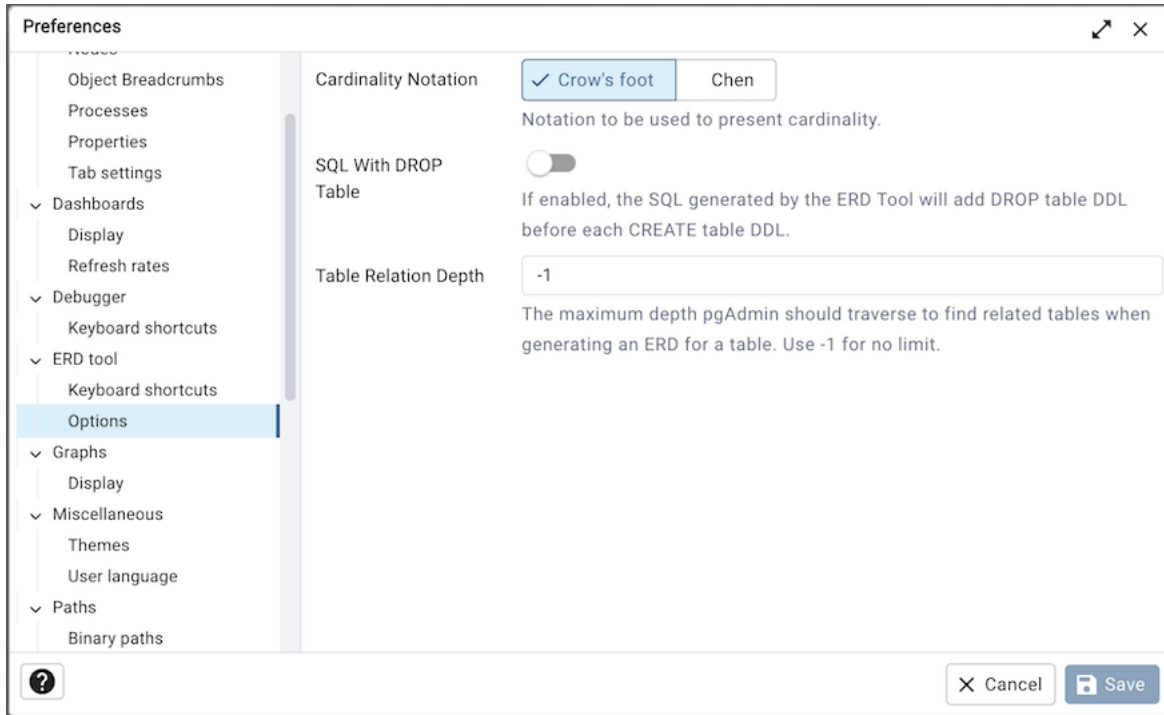 Preferences
Object Breadcrumbs
Processes
Properties
Tab settings
Dashboards
Display
Refresh rates
Debugger
Keyboard shortcuts
ERD tool
Keyboard shortcuts
Options
Graphs
Display
Miscellaneous
Themes
User language
Paths
Binary paths
Cardinality Notation
Crow's foot
Chen
Notation to be used to present cardinality.
SQL With DROP
Table
If enabled, the SQL generated by the ERD Tool will add DROP table DDL
before each CREATE table DDL.
Table Relation Depth
-1
The maximum depth pgAdmin should traverse to find related tables when
generating an ERD for a table. Use -1 for no limit.
?
Cancel
Save